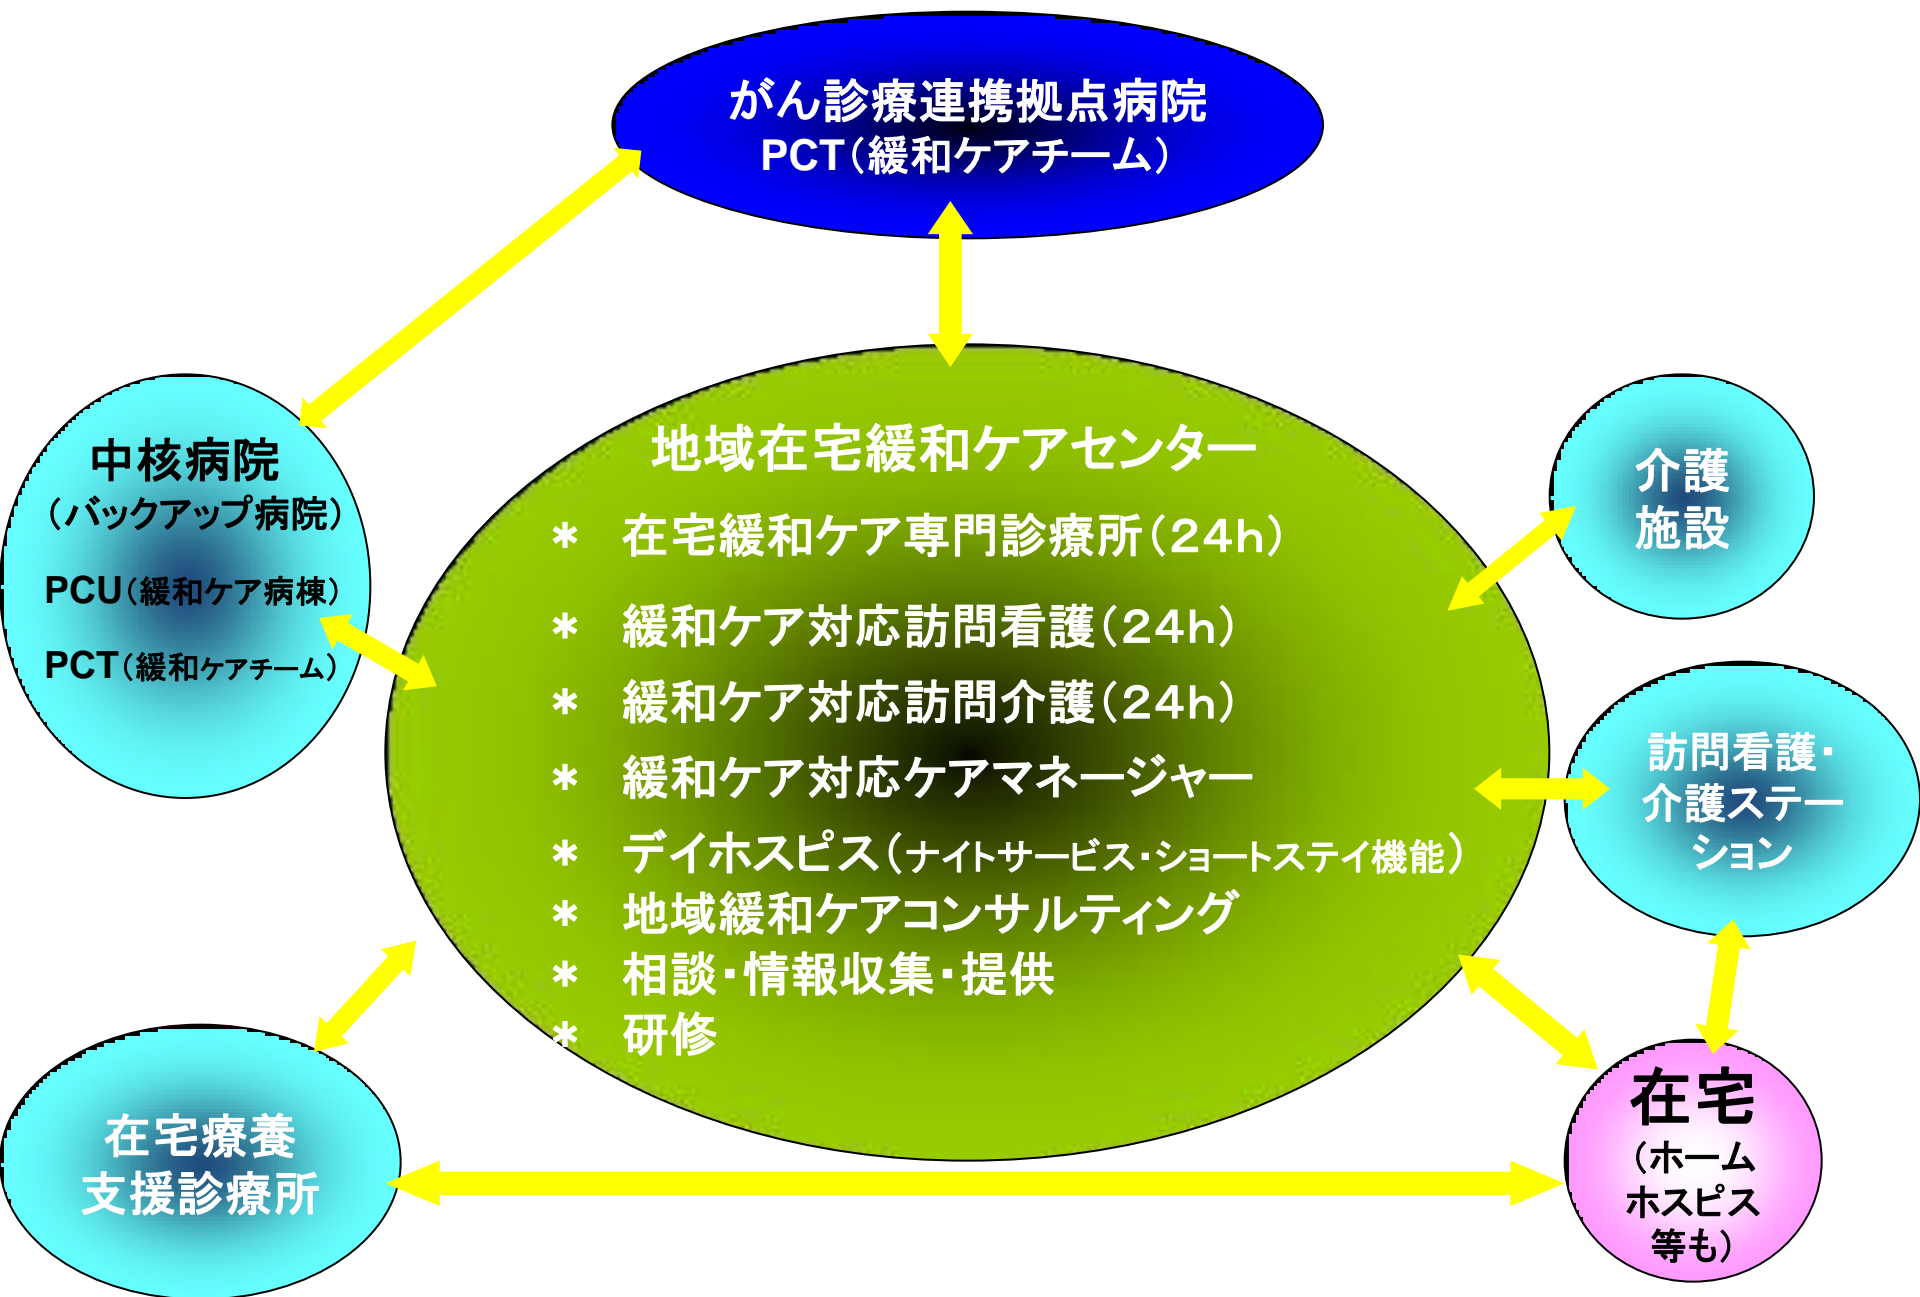 がん診療連携拠点病院
PCT（緩和ケアチーム）
中核病院
（バックアップ病院）
PCU（緩和ケア病棟）
PCT（緩和ケアチーム）
地域在宅緩和ケアセンター
＊ 在宅緩和ケア専門診療所（２４ｈ）
＊ 緩和ケア対応訪問看護（２４ｈ）
＊ 緩和ケア対応訪問介護（２４ｈ）
＊ 緩和ケア対応ケアマネージャー
＊ デイホスピス（ナイトサービス・ショートステイ機能）
＊ 地域緩和ケアコンサルティング
＊ 相談・情報収集・提供
＊ 研修
介護
施設
訪問看護・
介護ステー
ション
在宅療養
支援診療所
在宅
（ホーム
ホスピス
等も）